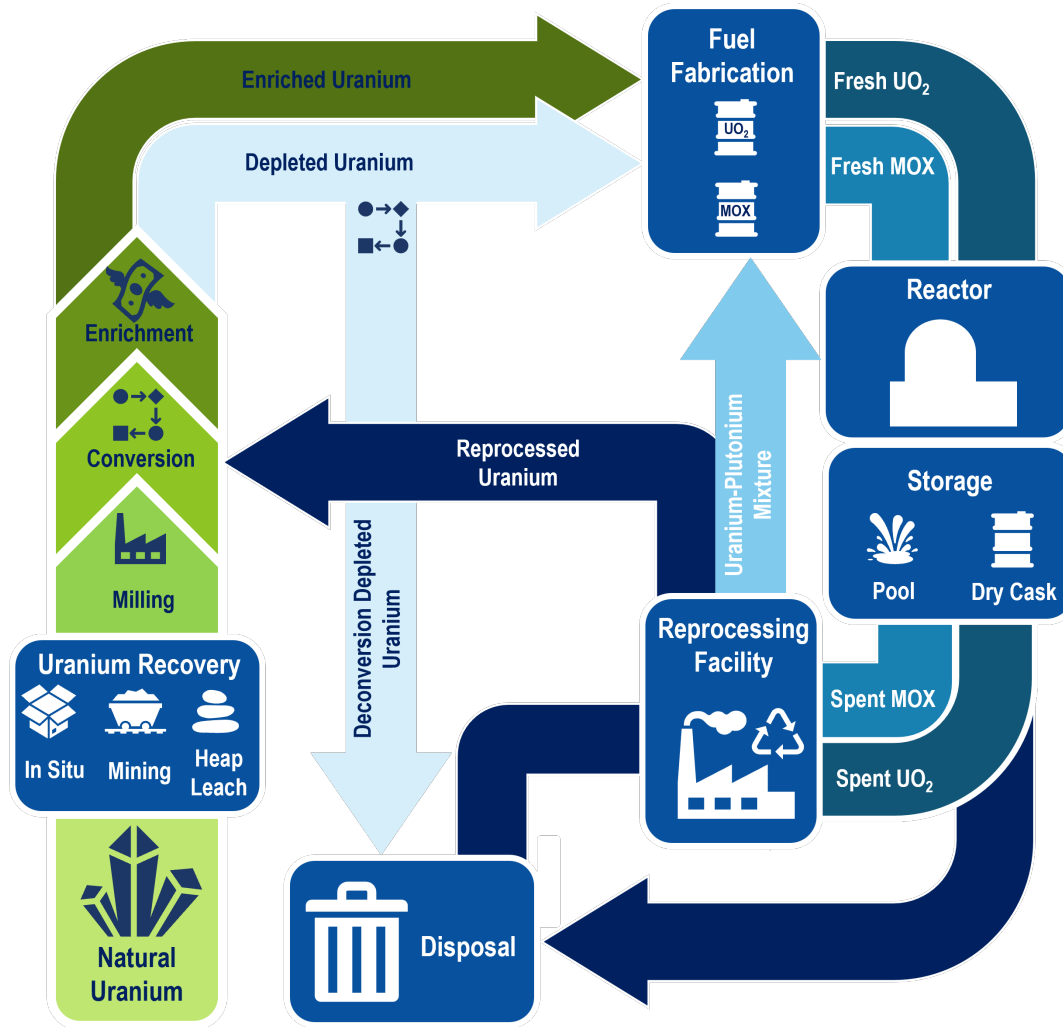 Fuel
Fabrication
UO₂
MOX
Enriched Uranium
Depleted Uranium
Fresh UO₂
Fresh MOX
Reactor
Enrichment
Conversion
Milling
Reprocessed
Uranium
Uranium-Plutonium
Mixture
Storage
Pool
Dry Cask
Deconversion Depleted
Uranium
Uranium Recovery
In Situ
Mining
Heap
Leach
Reprocessing
Facility
Spent MOX
Spent UO₂
Natural
Uranium
Disposal